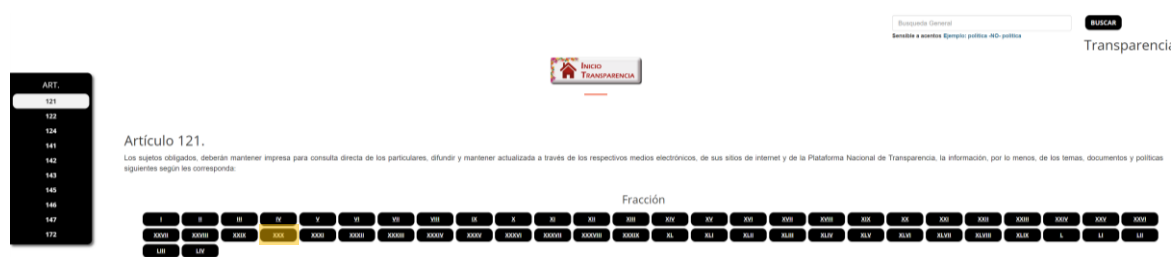 Busqueda General
BUSCAR
Sensible a acentos Ejemplo: política -NO- politica
Transparencia
INICIO
TRANSPARENCIA
ART.
121
122
124
141
142
143
145
146
147
172
Artículo 121.
Los sujetos obligados, deberán mantener impresa para consulta directa de los particulares, difundir y mantener actualizada a través de los respectivos medios electrónicos, de sus sitios de internet y de la Plataforma Nacional de Transparencia, la información, por lo menos, de los temas, documentos y políticas
siguientes según les corresponda:
Fracción
I II III IV V VI VII VIII IX X XI XII XIII XIV XV XVI XVII XVIII XIX XX XXI XXII XXIII XXIV XXV XXVI
XXVII XXVIII XXIX XXX XXXI XXXII XXXIII XXXIV XXXV XXXVI XXXVII XXXVIII XXXIX XL XLI XLII XLIII XLIV XLV XLVI XLVII XLVIII XLIX L LI LII
LIII LIV